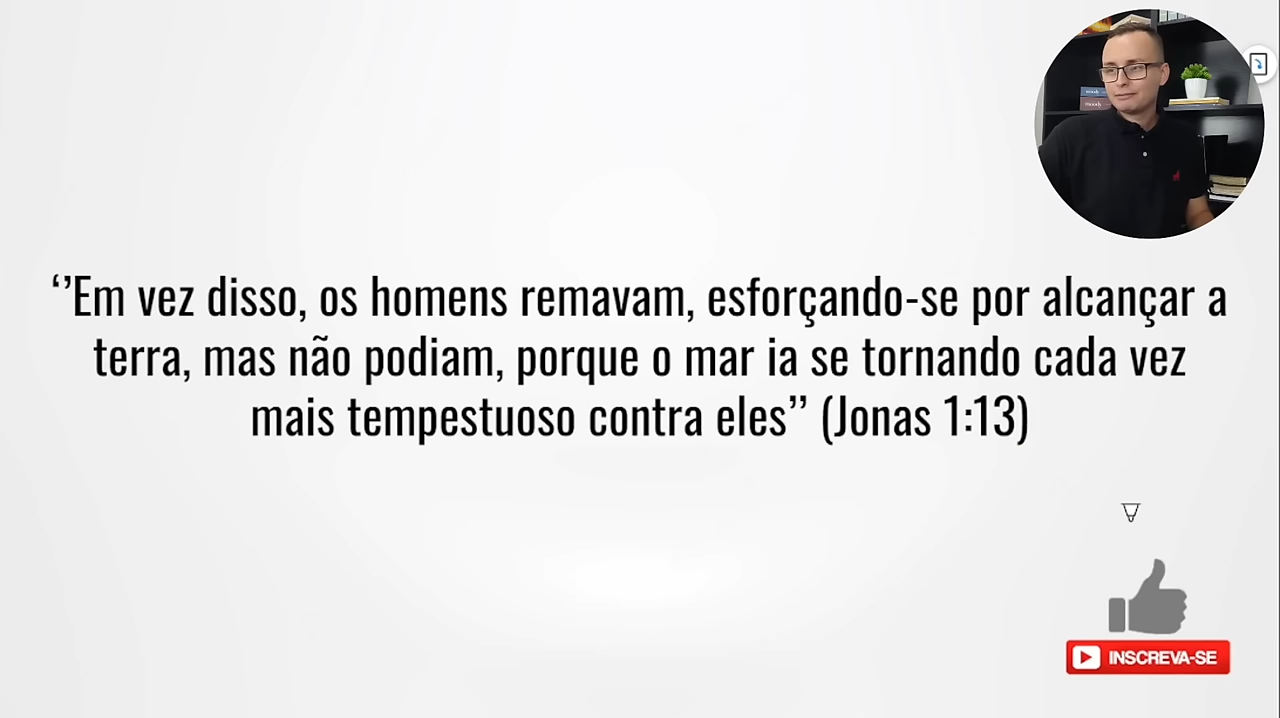 ‘’Em vez disso, os homens remavam, esforçando-se por alcançar a
terra, mas não podiam, porque o mar ia se tornando cada vez
mais tempestuoso contra eles’’ (Jonas 1:13)
INSCREVA-SE